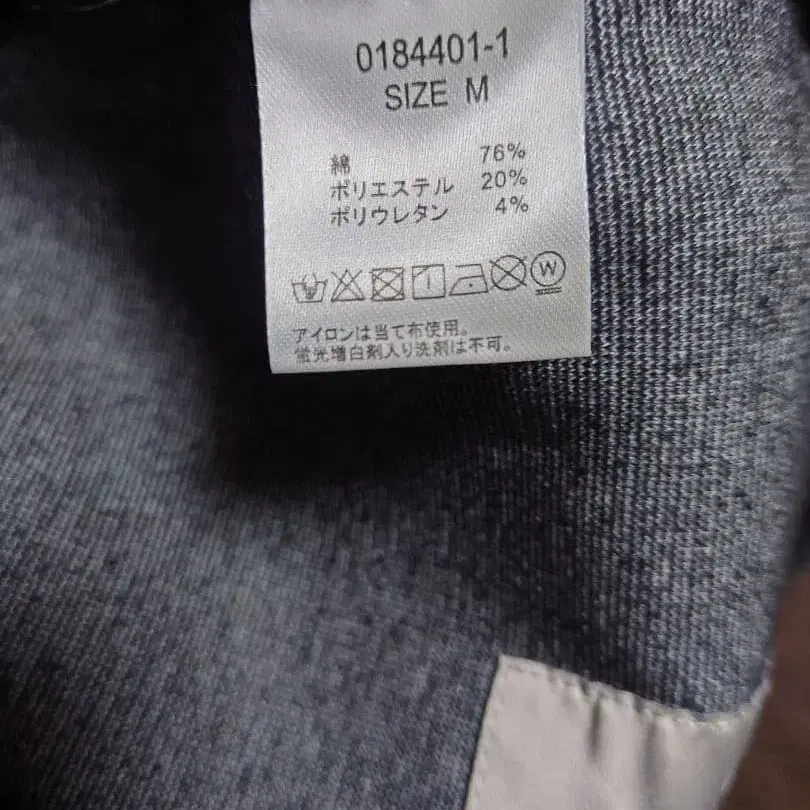 0184401-1
SIZE M
綿 76%
ポリエステル 20%
ポリウレタン 4%
W
アイロンは当て布使用。
蛍光増白剤入り洗剤は不可。